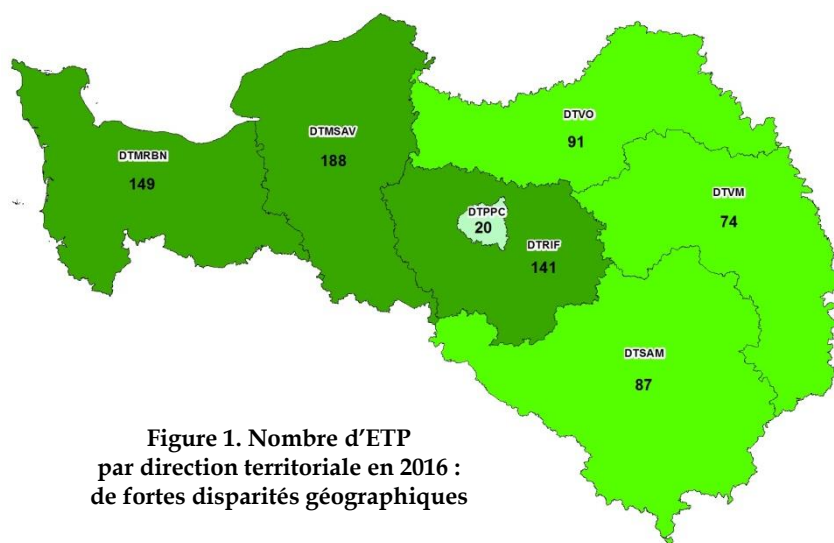 DTVO
91
DTMSAV
188
DTMRBN
149
DTPPC
20
DTVM
74
DTRIF
141
DTSAM
87
Figure 1. Nombre d’ETP
par direction territoriale en 2016 :
de fortes disparités géographiques